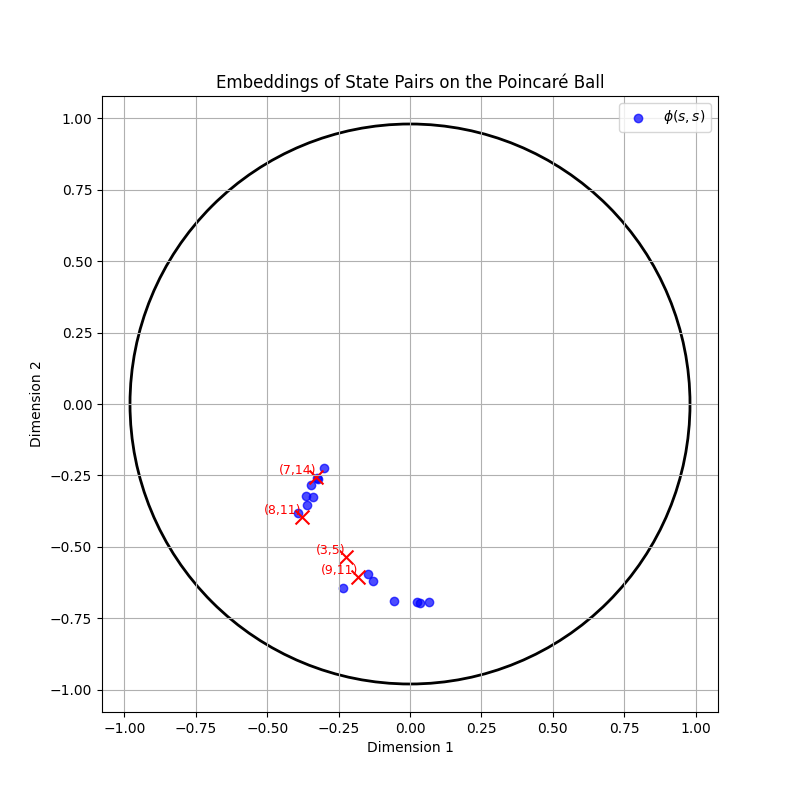 Embeddings of State Pairs on the Poincaré Ball
ϕ(s, s)
1.00
0.75
0.50
0.25
0.00
−0.25
−0.50
−0.75
−1.00
Dimension 2
(7,14)
(8,11)
(3,5)
(9,11)
−1.00 −0.75 −0.50 −0.25 0.00 0.25 0.50 0.75 1.00
Dimension 1